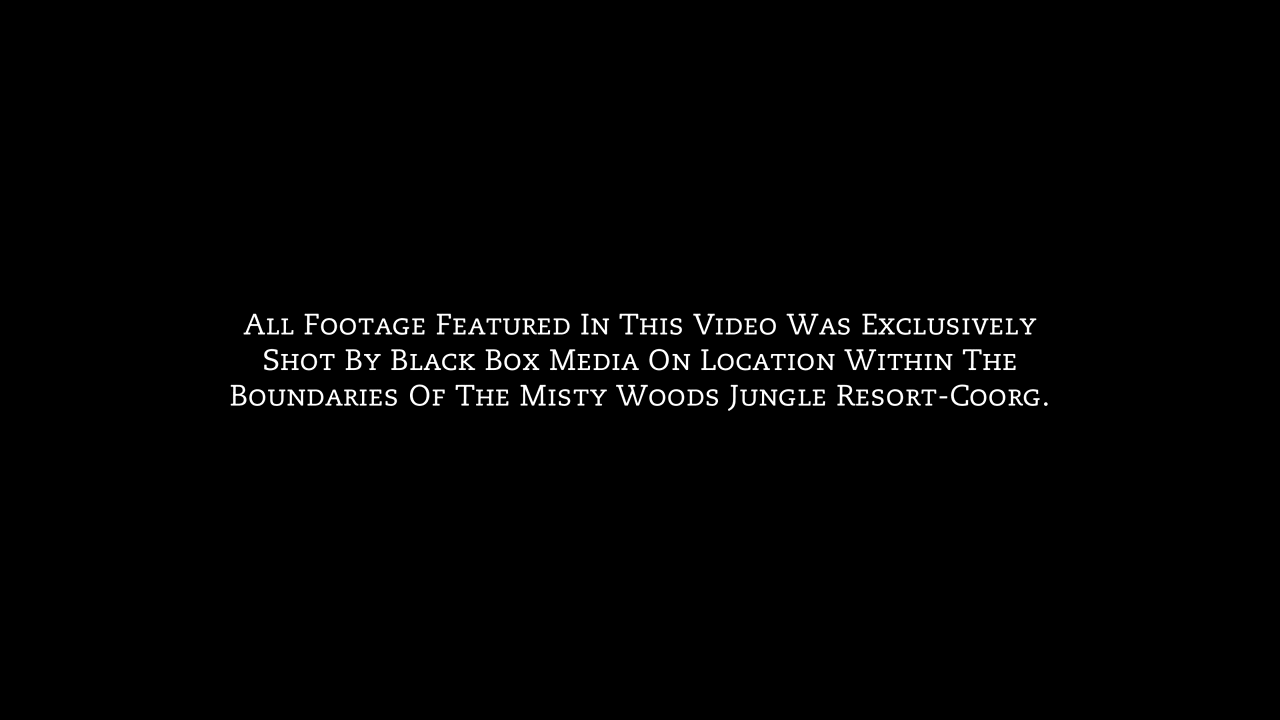 All Footage Featured In This Video Was Exclusively
Shot By Black Box Media On Location Within The
Boundaries Of The Misty Woods Jungle Resort-Coorg.